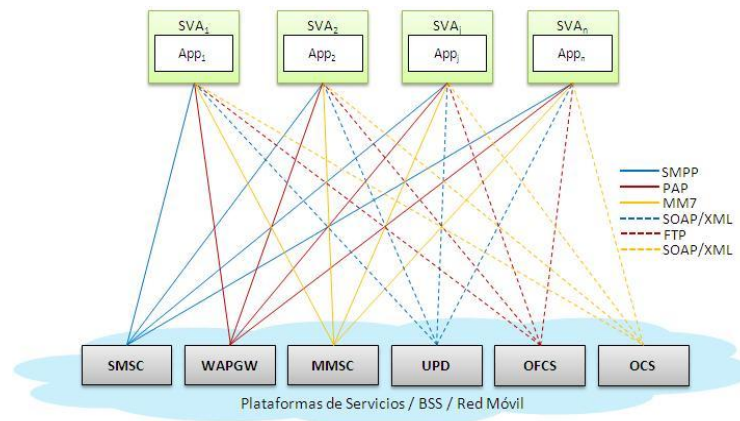 SVA1 SVA2 SVAj SVAn
App1 App2 Appj Appn
SMPP
PAP
MM7
SOAP/XML
FTP
SOAP/XML
SMSC WAPGW MMSC UPD OFCS OCS
Plataformas de Servicios / BSS / Red Móvil